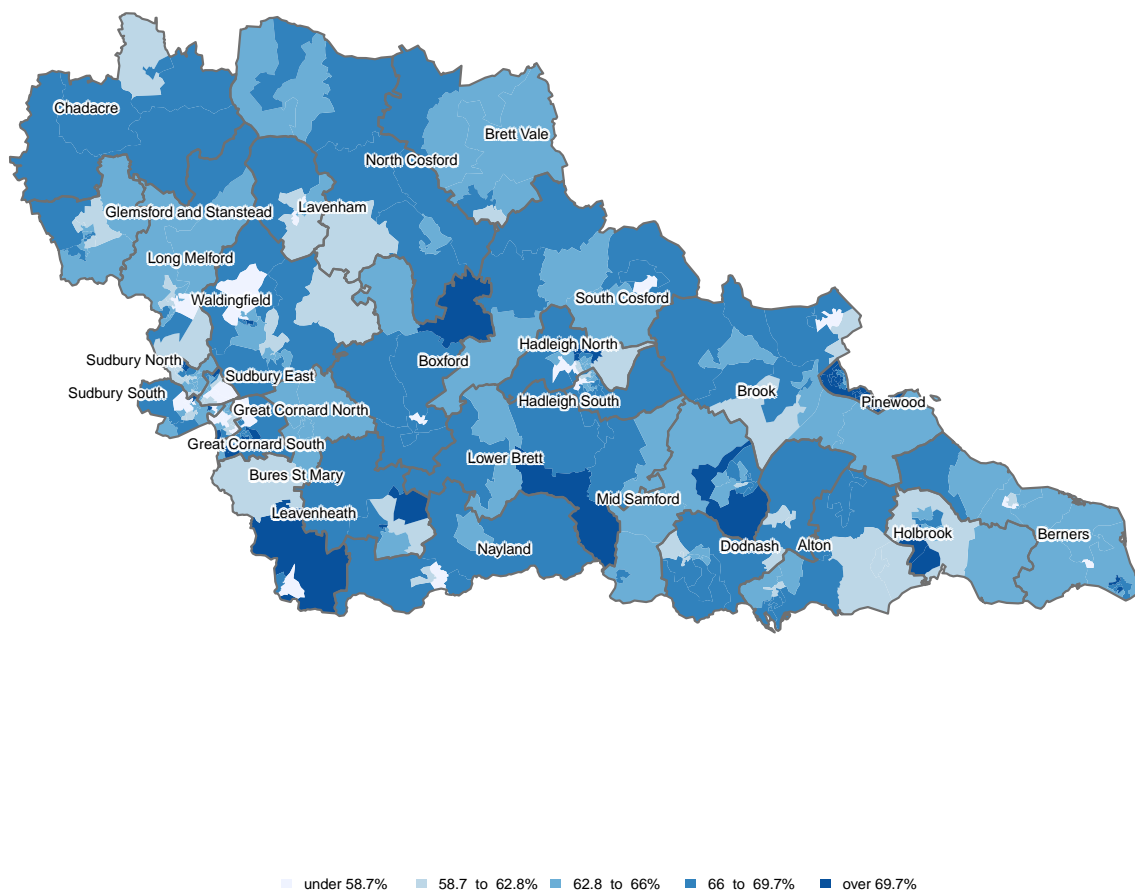 Chadacre
Brett Vale
North Cosford
Glemsford and Stanstead
Lavenham
Long Melford
Waldingfield
South Cosford
Hadleigh North
Sudbury North
Boxford
Sudbury East
Brook
Sudbury South
Hadleigh South
Pinewood
Great Cornard North
Great Cornard South
Lower Brett
Bures St Mary
Mid Samford
Leavenheath
Holbrook
Berners
Nayland
Dodnash
Alton
under 58.7%
58.7 to 62.8%
62.8 to 66%
66 to 69.7%
over 69.7%